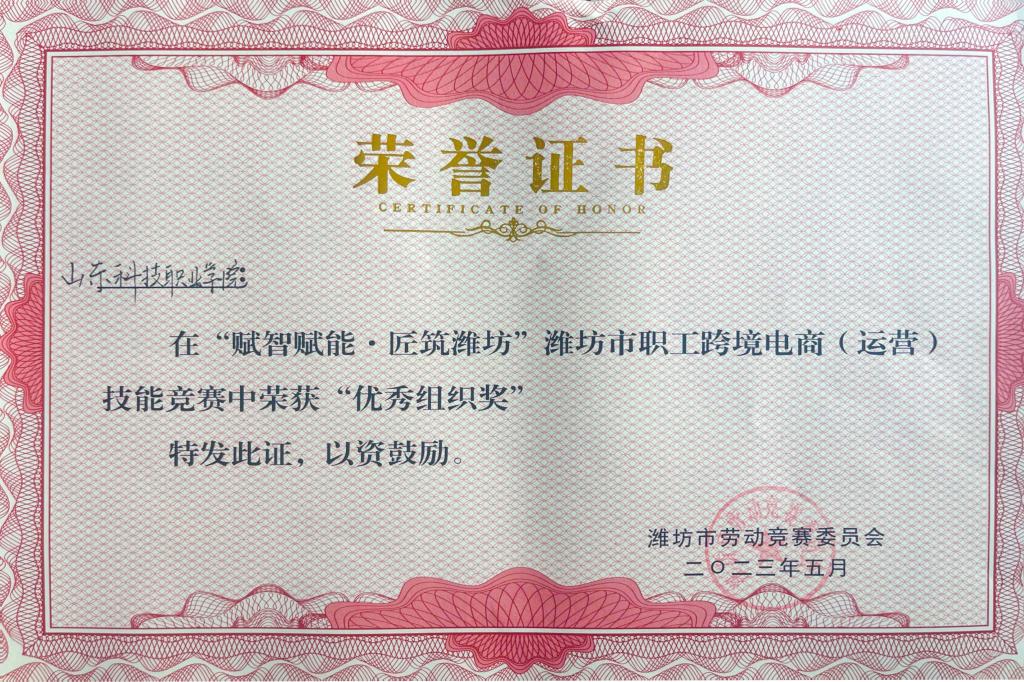 荣誉证书
CERTIFICATE OF HONOR
山东科技职业学院:
在“赋智赋能·匠筑潍坊”潍坊市职工跨境电商（运营）
技能竞赛中荣获“优秀组织奖”
特发此证，以资鼓励。
潍坊市劳动竞赛委员会
二〇二三年五月